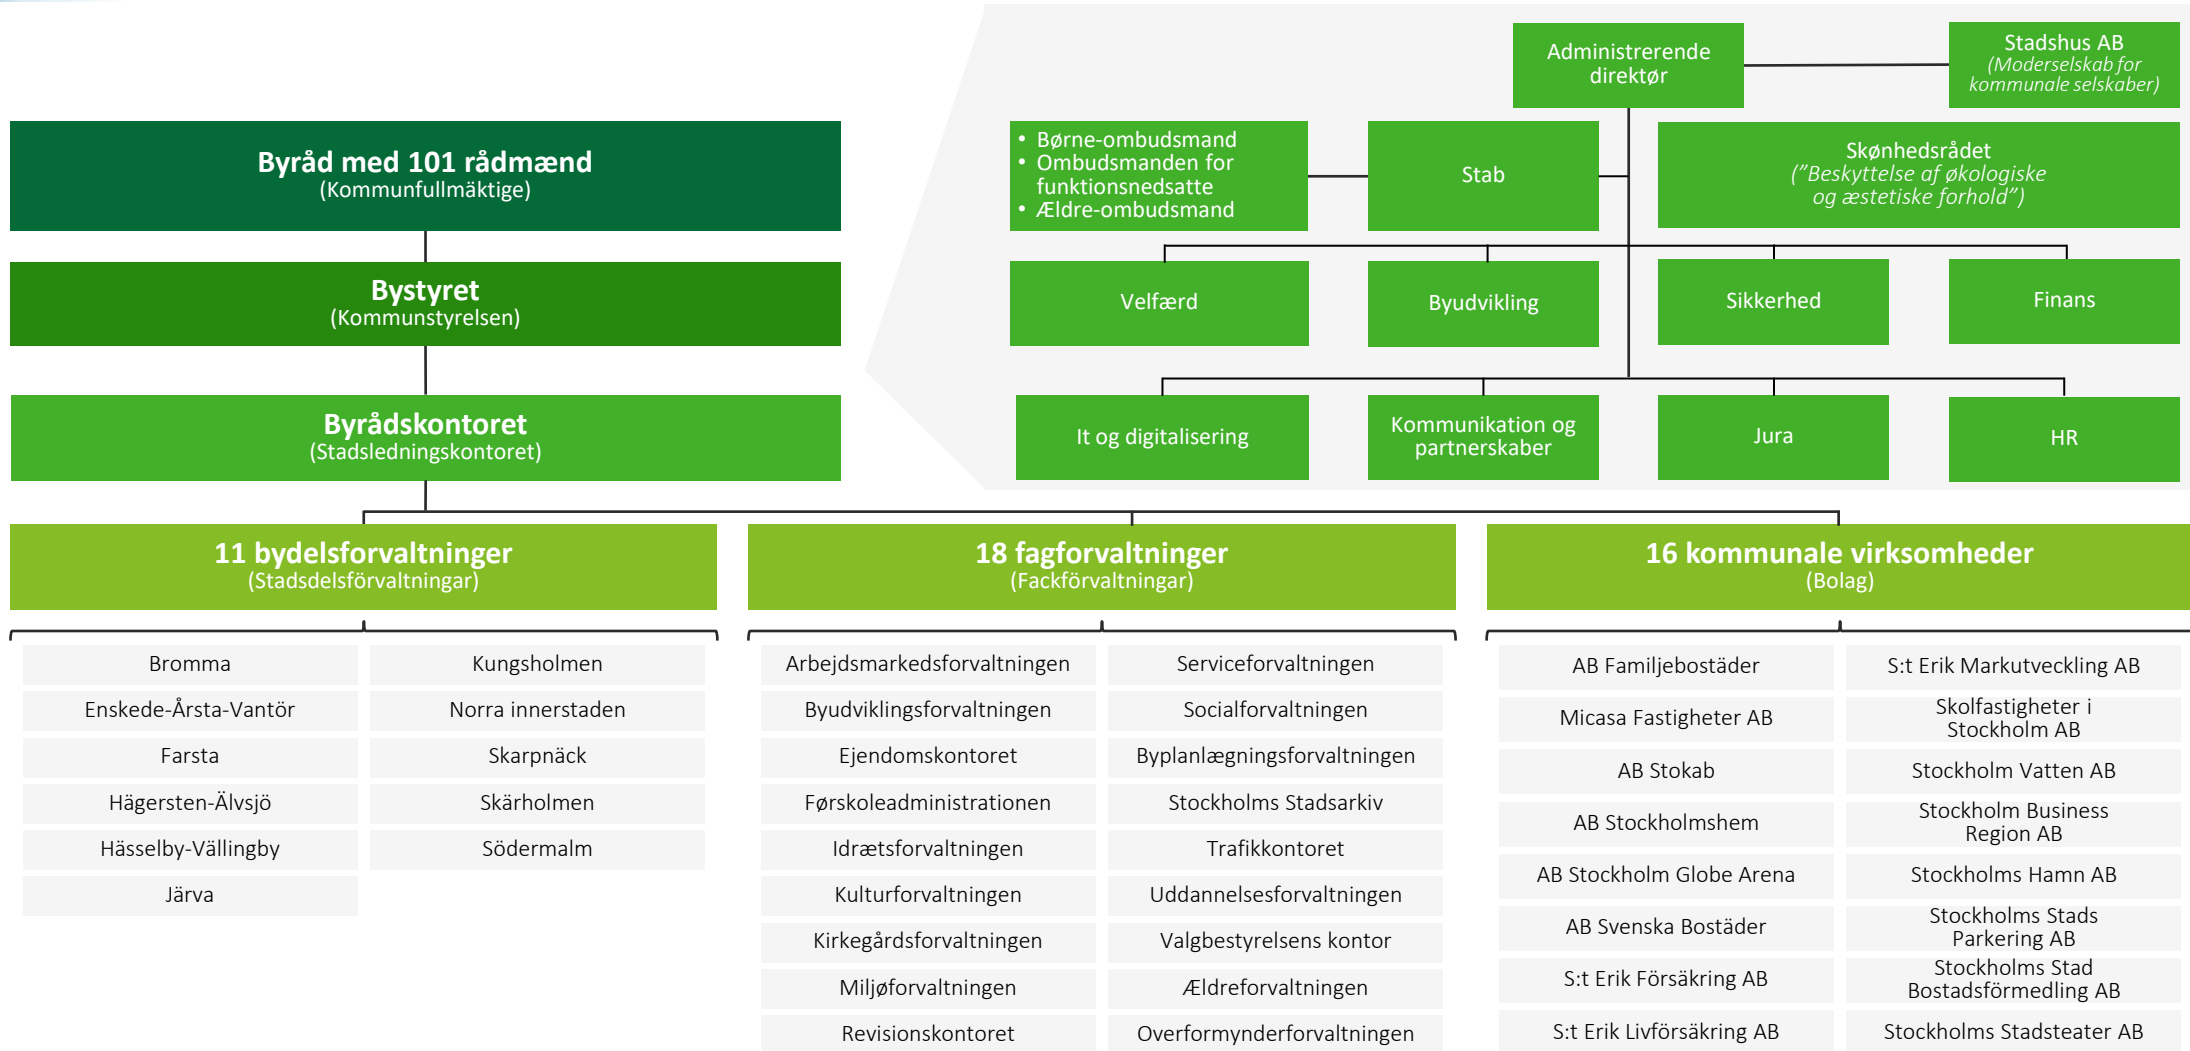 Administrerende
direktør
Stadshus AB
(Moderselskab for
kommunale selskaber)
Byråd med 101 rådmænd
(Kommunfullmäktige)
• Børne-ombudsmand
• Ombudsmanden for
funktionsnedsatte
• Ældre-ombudsmand
Stab
Skønhedsrådet
(”Beskyttelse af økologiske
og æstetiske forhold”)
Bystyret
(Kommunstyrelsen)
Velfærd
Byudvikling
Sikkerhed
Finans
Byrådskontoret
(Stadsledningskontoret)
It og digitalisering
Kommunikation og
partnerskaber
Jura
HR
11 bydelsforvaltninger
(Stadsdelsförvaltningar)
Bromma
Enskede-Årsta-Vantör
Farsta
Hägersten-Älvsjö
Hässelby-Vällingby
Järva
Kungsholmen
Norra innerstaden
Skarpnäck
Skärholmen
Södermalm
18 fagforvaltninger
(Fackförvaltningar)
Arbejdsmarkedsforvaltningen
Byudviklingsforvaltningen
Ejendomskontoret
Førskoleadministrationen
Idrætsforvaltningen
Kulturforvaltningen
Kirkegårdsforvaltningen
Miljøforvaltningen
Revisionskontoret
Serviceforvaltningen
Socialforvaltningen
Byplanlægningsforvaltningen
Stockholms Stadsarkiv
Trafikkontoret
Uddannelsesforvaltningen
Valgbestyrelsens kontor
Ældreforvaltningen
Overformynderforvaltningen
16 kommunale virksomheder
(Bolag)
AB Familjebostäder
Micasa Fastigheter AB
AB Stokab
AB Stockholmshem
AB Stockholm Globe Arena
AB Svenska Bostäder
S:t Erik Försäkring AB
S:t Erik Livförsäkring AB
S:t Erik Markutveckling AB
Skolfastigheter i
Stockholm AB
Stockholm Vatten AB
Stockholm Business
Region AB
Stockholms Hamn AB
Stockholms Stads
Parkering AB
Stockholms Stad
Bostadsförmedling AB
Stockholms Stadsteater AB